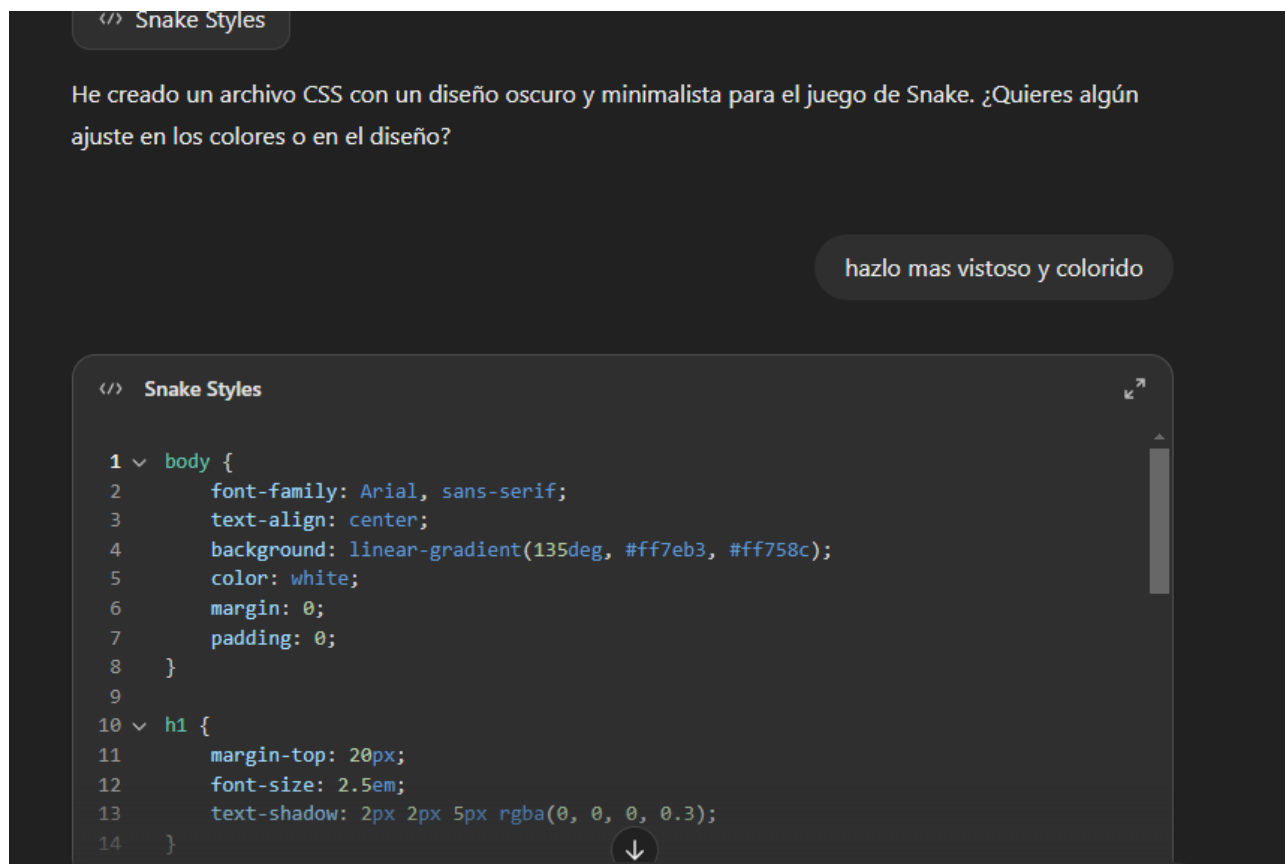 </> Snake Styles
He creado un archivo CSS con un diseño oscuro y minimalista para el juego de Snake. ¿Quieres algún
ajuste en los colores o en el diseño?
hazlo mas vistoso y colorido
</> Snake Styles
1 body {
2 font-family: Arial, sans-serif;
3 text-align: center;
4 background: linear-gradient(135deg, #ff7eb3, #ff758c);
5 color: white;
6 margin: 0;
7 padding: 0;
8 }
9
10 h1 {
11 margin-top: 20px;
12 font-size: 2.5em;
13 text-shadow: 2px 2px 5px rgba(0, 0, 0, 0.3);
14 }